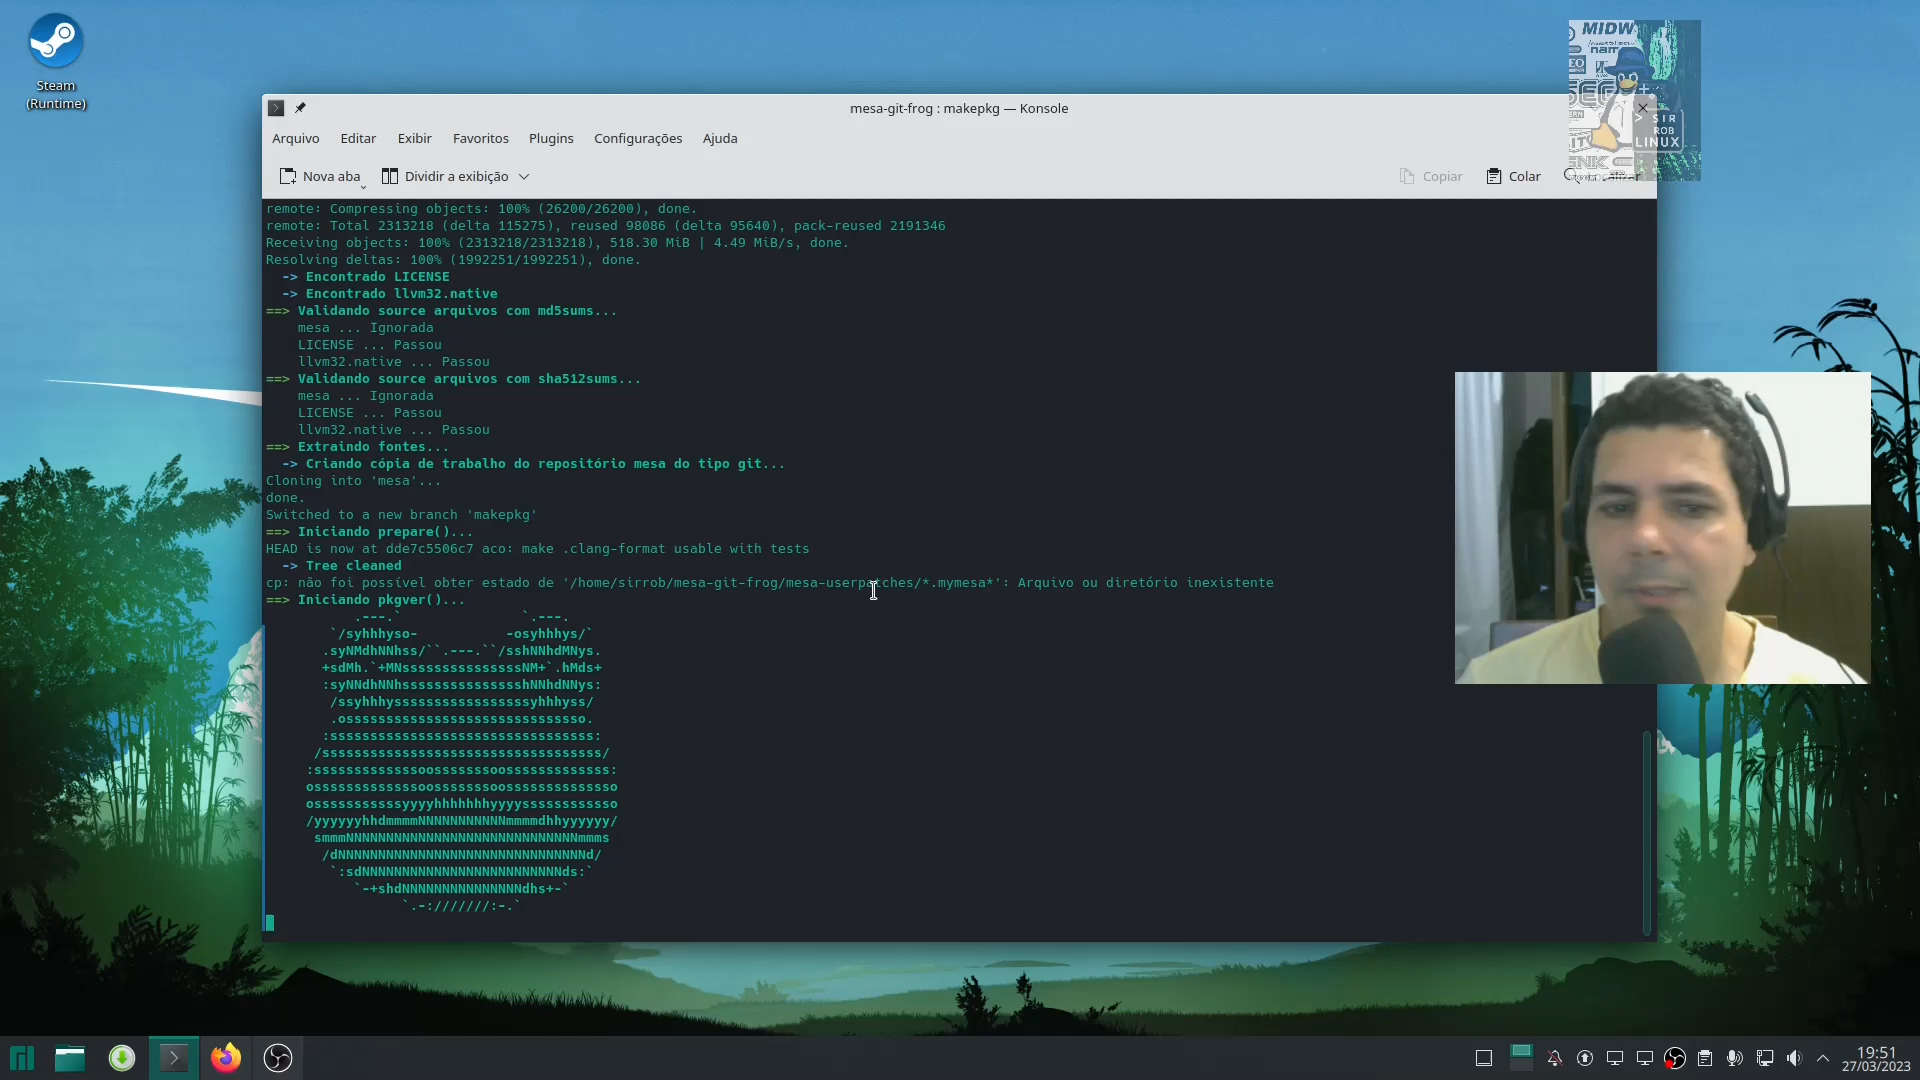 Steam
(Runtime)
mesa-git-frog : makepkg — Konsole
Arquivo Editar Exibir Favoritos Plugins Configurações Ajuda
Nova aba Dividir a exibição Copiar Colar
MIDW
SIR
ROB
LINUX
remote: Compressing objects: 100% (26200/26200), done.
remote: Total 2313218 (delta 115275), reused 98086 (delta 95640), pack-reused 2191346
Receiving objects: 100% (2313218/2313218), 518.30 MiB | 4.49 MiB/s, done.
Resolving deltas: 100% (1992251/1992251), done.
-> Encontrado LICENSE
-> Encontrado llvm32.native
==> Validando source arquivos com md5sums...
mesa ... Ignorada
LICENSE ... Passou
llvm32.native ... Passou
==> Validando source arquivos com sha512sums...
mesa ... Ignorada
LICENSE ... Passou
llvm32.native ... Passou
==> Extraindo fontes...
-> Criando cópia de trabalho do repositório mesa do tipo git...
Cloning into 'mesa'...
done.
Switched to a new branch 'makepkg'
==> Iniciando prepare()...
HEAD is now at dde7c5506c7 aco: make .clang-format usable with tests
-> Tree cleaned
cp: não foi possível obter estado de '/home/sirrob/mesa-git-frog/mesa-userpatches/*.mymesa*': Arquivo ou diretório inexistente
==> Iniciando pkgver()...
19:51
27/03/2023